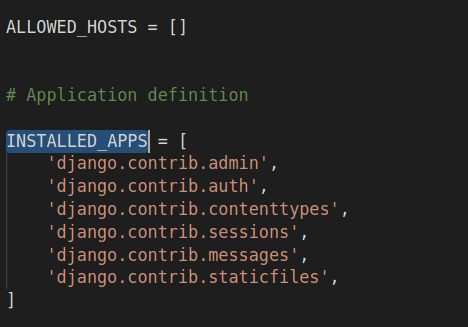 ALLOWED_HOSTS = []
# Application definition
INSTALLED_APPS = [
    'django.contrib.admin',
    'django.contrib.auth',
    'django.contrib.contenttypes',
    'django.contrib.sessions',
    'django.contrib.messages',
    'django.contrib.staticfiles',
]